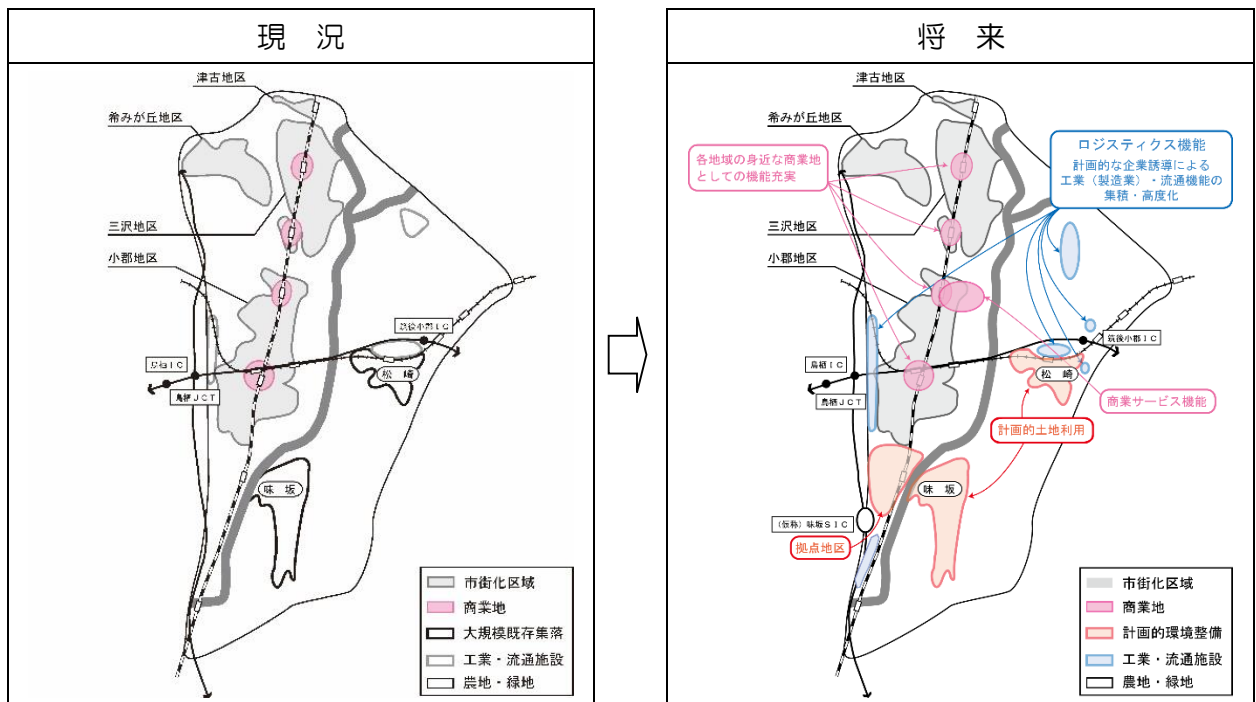 現　況
津古地区
希みが丘地区
三沢地区
小郡地区
筑後小郡ＩＣ
鳥栖ＩＣ
鳥栖ＪＣＴ
松　崎
味　坂
市街化区域
商業地
大規模既存集落
工業・流通施設
農地・緑地
将　来
津古地区
希みが丘地区
各地域の身近な商業地
としての機能充実
ロジスティクス機能
計画的な企業誘導による
工業（製造業）・流通機能の
集積・高度化
三沢地区
小郡地区
筑後小郡ＩＣ
鳥栖ＩＣ
鳥栖ＪＣＴ
松　崎
商業サービス機能
計画的土地利用
味　坂
（仮称）味坂ＳＩＣ
拠点地区
市街化区域
商業地
計画的環境整備
工業・流通施設
農地・緑地